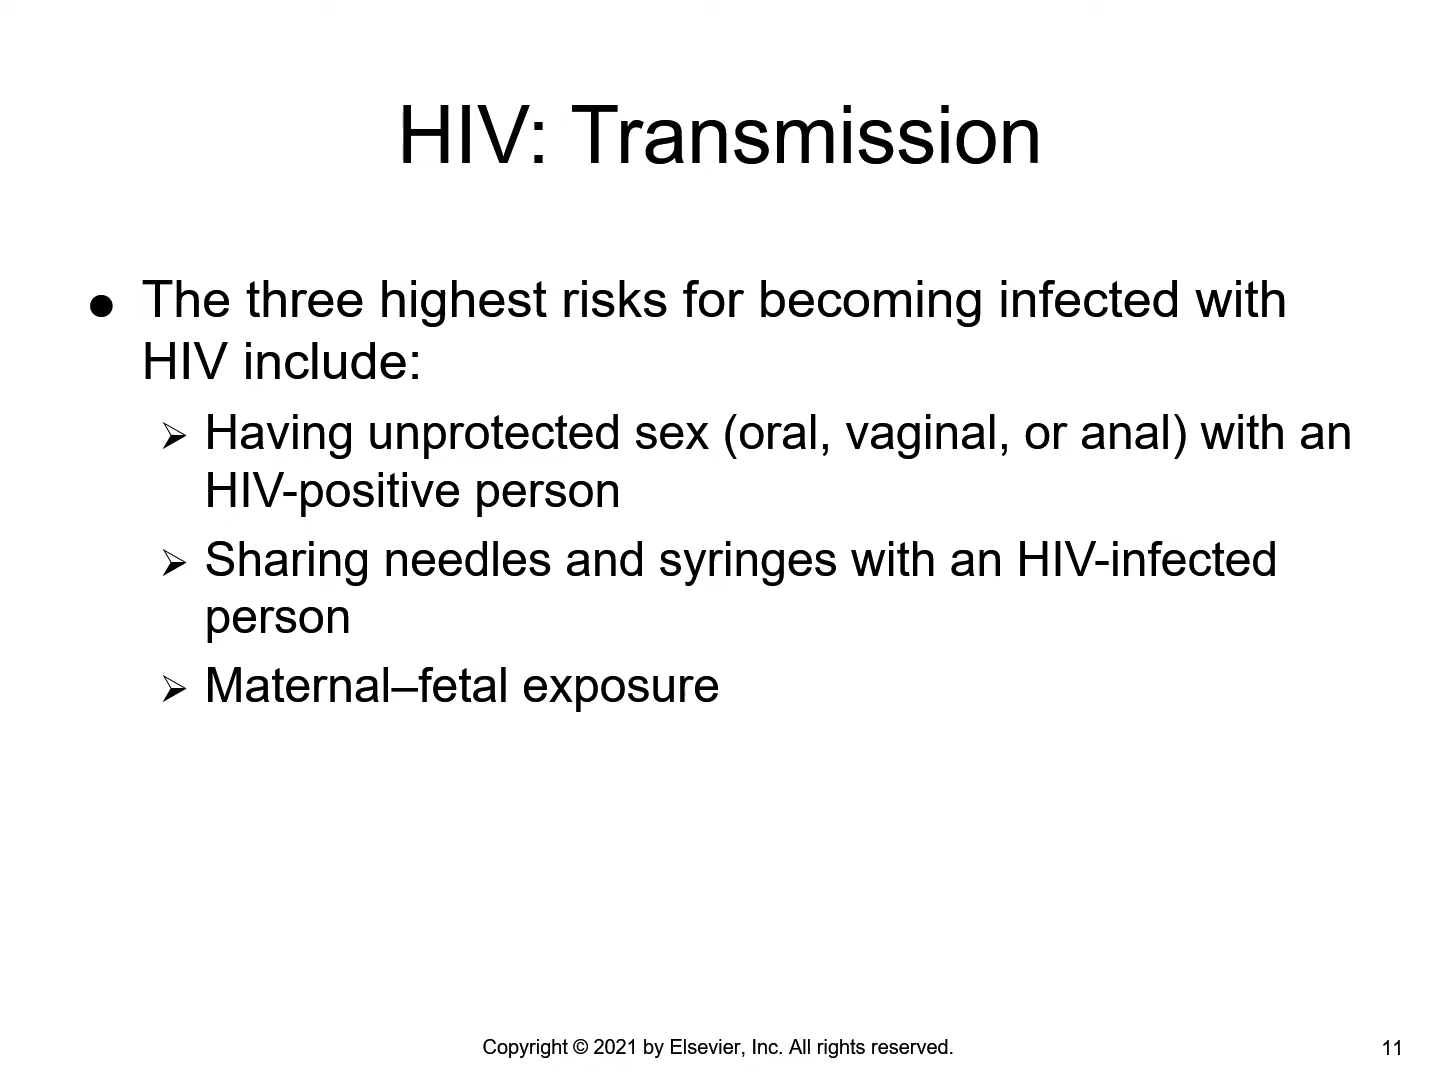 HIV: Transmission
● The three highest risks for becoming infected with
HIV include:
➢ Having unprotected sex (oral, vaginal, or anal) with an
HIV-positive person
➢ Sharing needles and syringes with an HIV-infected
person
➢ Maternal–fetal exposure
Copyright © 2021 by Elsevier, Inc. All rights reserved.
11